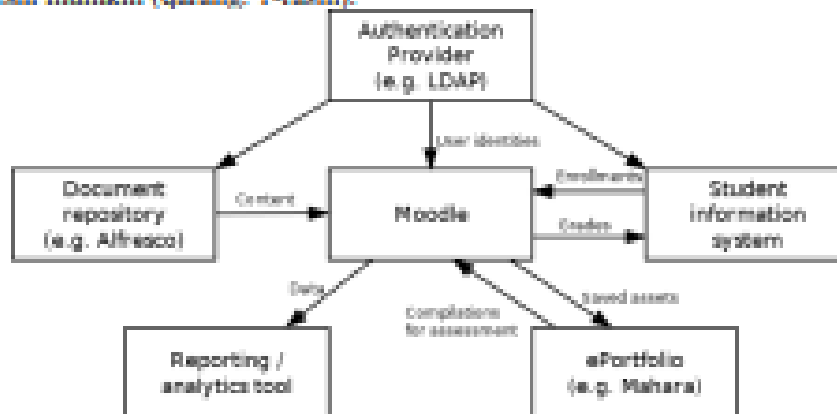 Authentication
Provider
(e.g. LDAP)
User identities
Document
repository
(e.g. Alfresco)
Content
Moodle
Enrollments
Grades
Student
information
system
Data
Compilations
for assessment
Saved assets
Reporting /
analytics tool
ePortfolio
(e.g. Mahara)